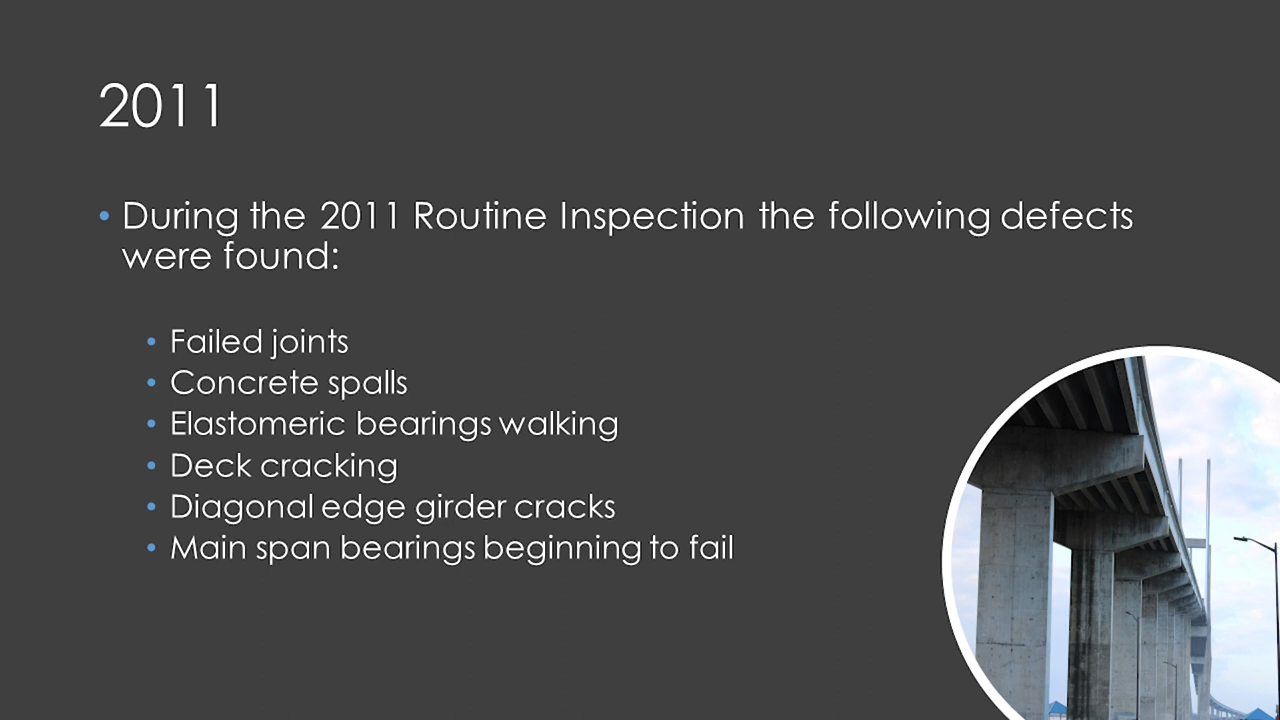 2011
• During the 2011 Routine Inspection the following defects
were found:
• Failed joints
• Concrete spalls
• Elastomeric bearings walking
• Deck cracking
• Diagonal edge girder cracks
• Main span bearings beginning to fail